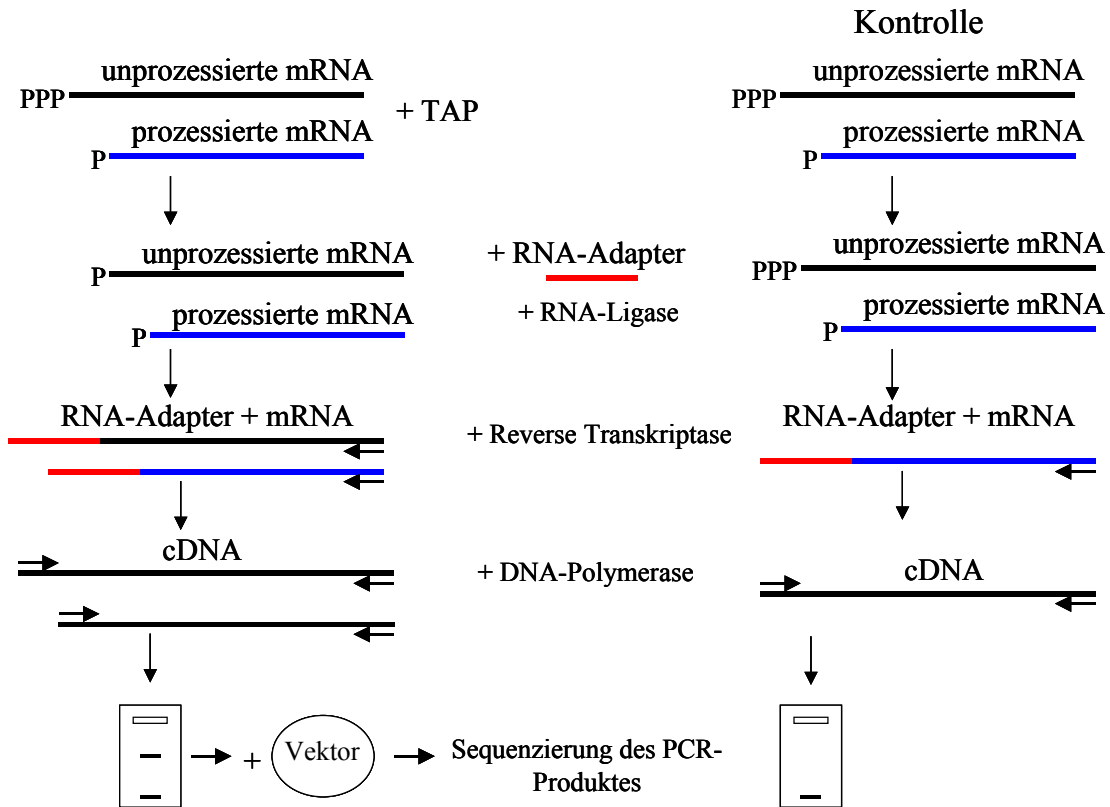 Kontrolle
unprozessierte mRNA
PPP
+ TAP
prozessierte mRNA
P
unprozessierte mRNA
PPP
prozessierte mRNA
P
unprozessierte mRNA
P
prozessierte mRNA
P
+ RNA-Adapter
+ RNA-Ligase
unprozessierte mRNA
PPP
prozessierte mRNA
P
RNA-Adapter + mRNA
+ Reverse Transkriptase
RNA-Adapter + mRNA
cDNA
+ DNA-Polymerase
cDNA
+
Vektor
Sequenzierung des PCR-
Produktes